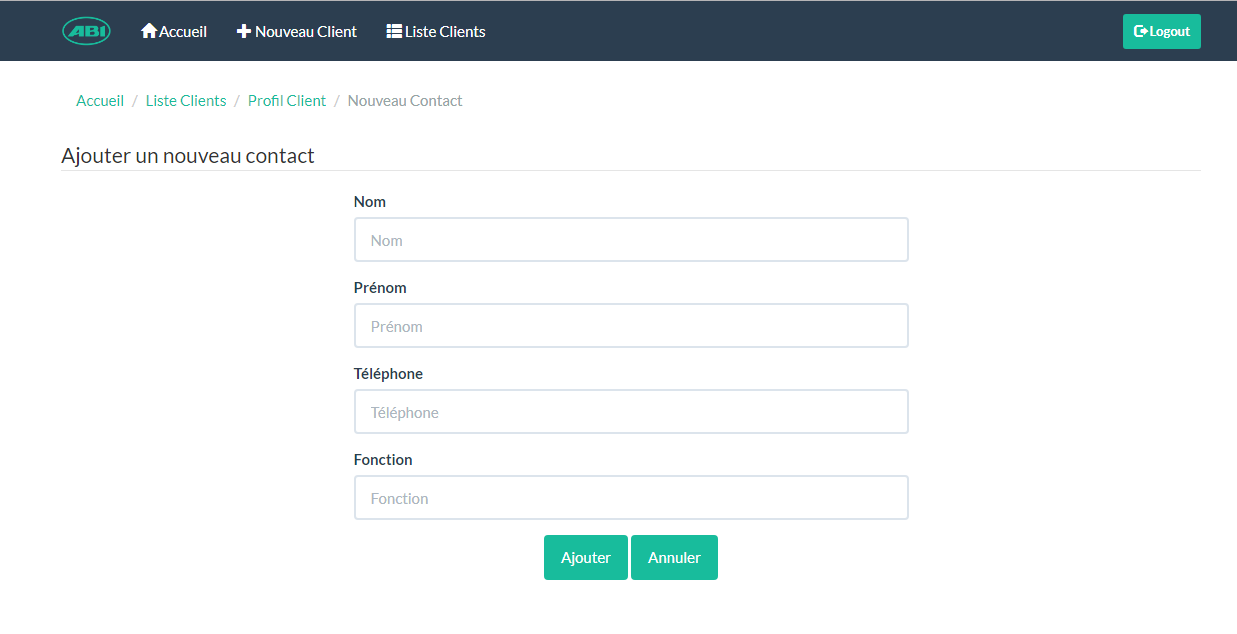 ABI Accueil Nouveau Client Liste Clients Logout
Accueil / Liste Clients / Profil Client / Nouveau Contact
Ajouter un nouveau contact
Nom
Nom
Prénom
Prénom
Téléphone
Téléphone
Fonction
Fonction
Ajouter Annuler